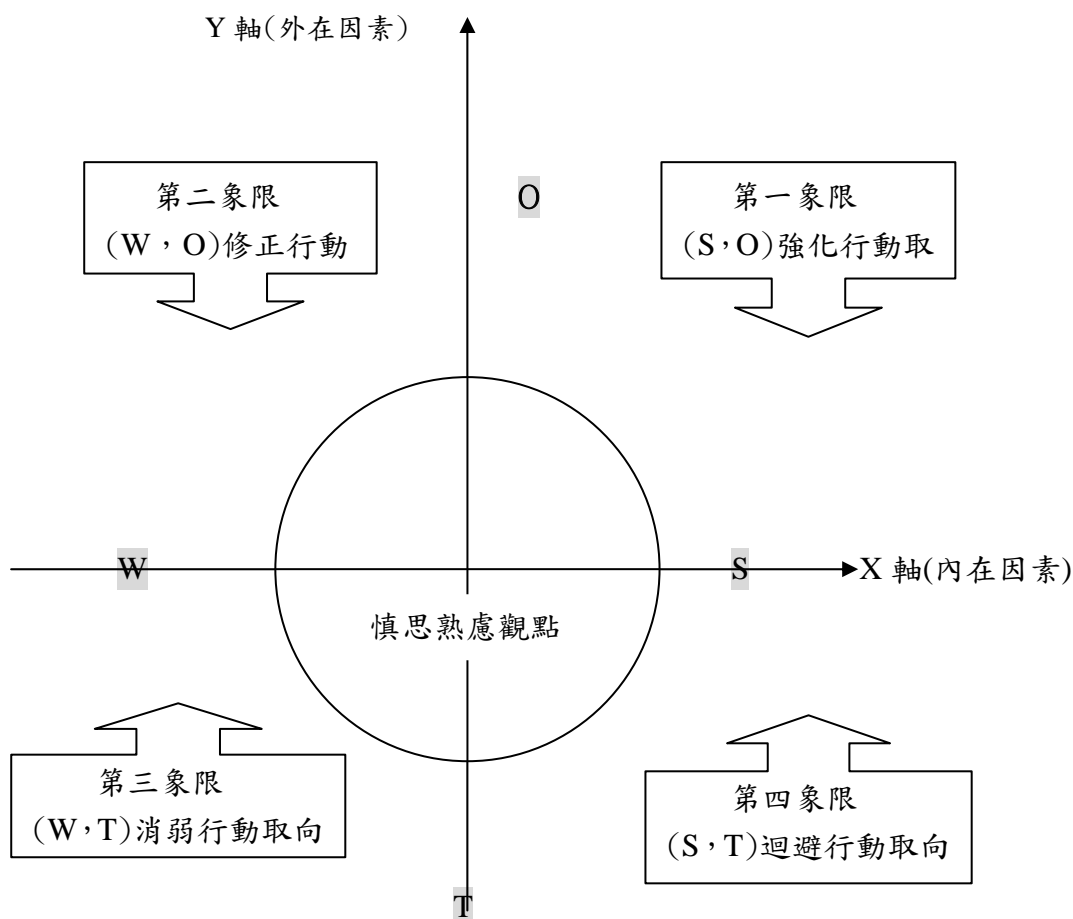 Y 軸(外在因素)
第二象限
(W，O)修正行動
O
第一象限
(S，O)強化行動取
W
S
X 軸(內在因素)
慎思熟慮觀點
第三象限
(W，T)消弱行動取向
第四象限
(S，T)迴避行動取向
T